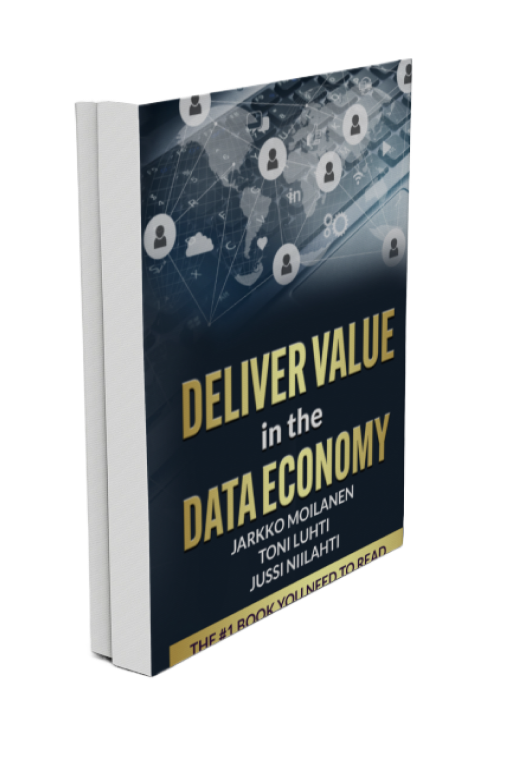 in
DELIVER VALUE
in the
DATA ECONOMY
JARKKO MOILANEN
TONI LUHTI
JUSSI NIILAHTI
THE #1 BOOK YOU NEED TO READ